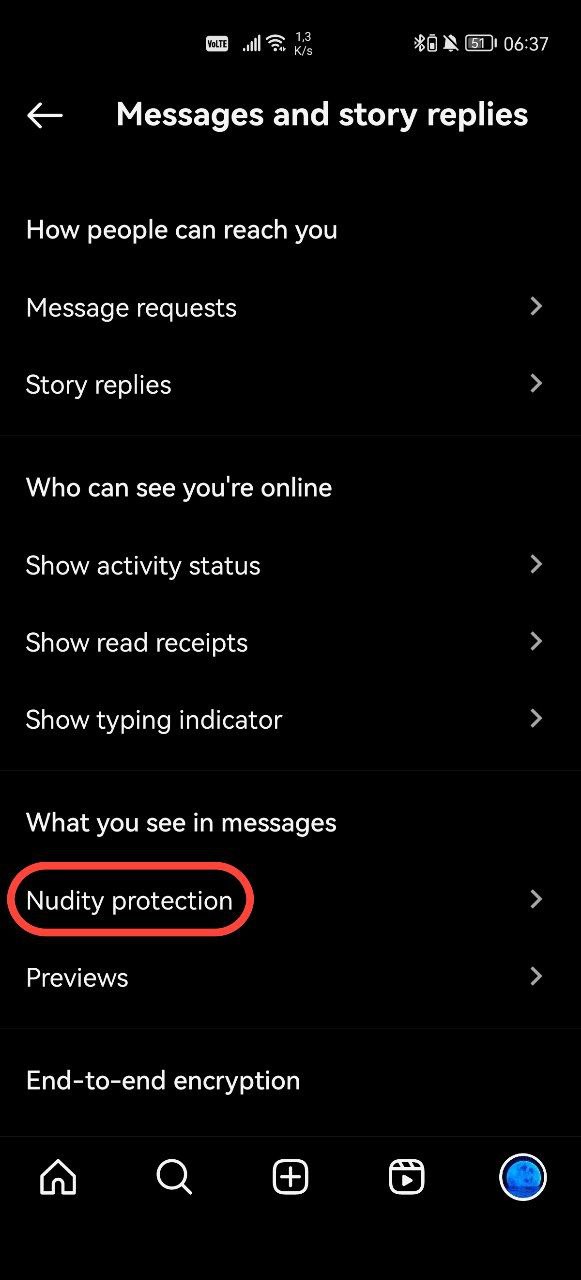 VoLTE 1,3 K/s 51 06:37
Messages and story replies
How people can reach you
Message requests
Story replies
Who can see you're online
Show activity status
Show read receipts
Show typing indicator
What you see in messages
Nudity protection
Previews
End-to-end encryption